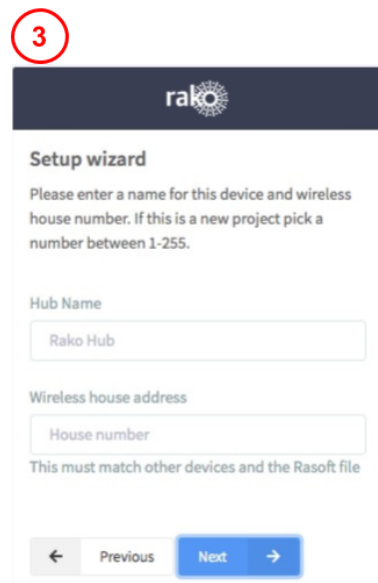 3
rako
Setup wizard
Please enter a name for this device and wireless
house number. If this is a new project pick a
number between 1-255.
Hub Name
Rako Hub
Wireless house address
House number
This must match other devices and the Rasoft file
← Previous Next →